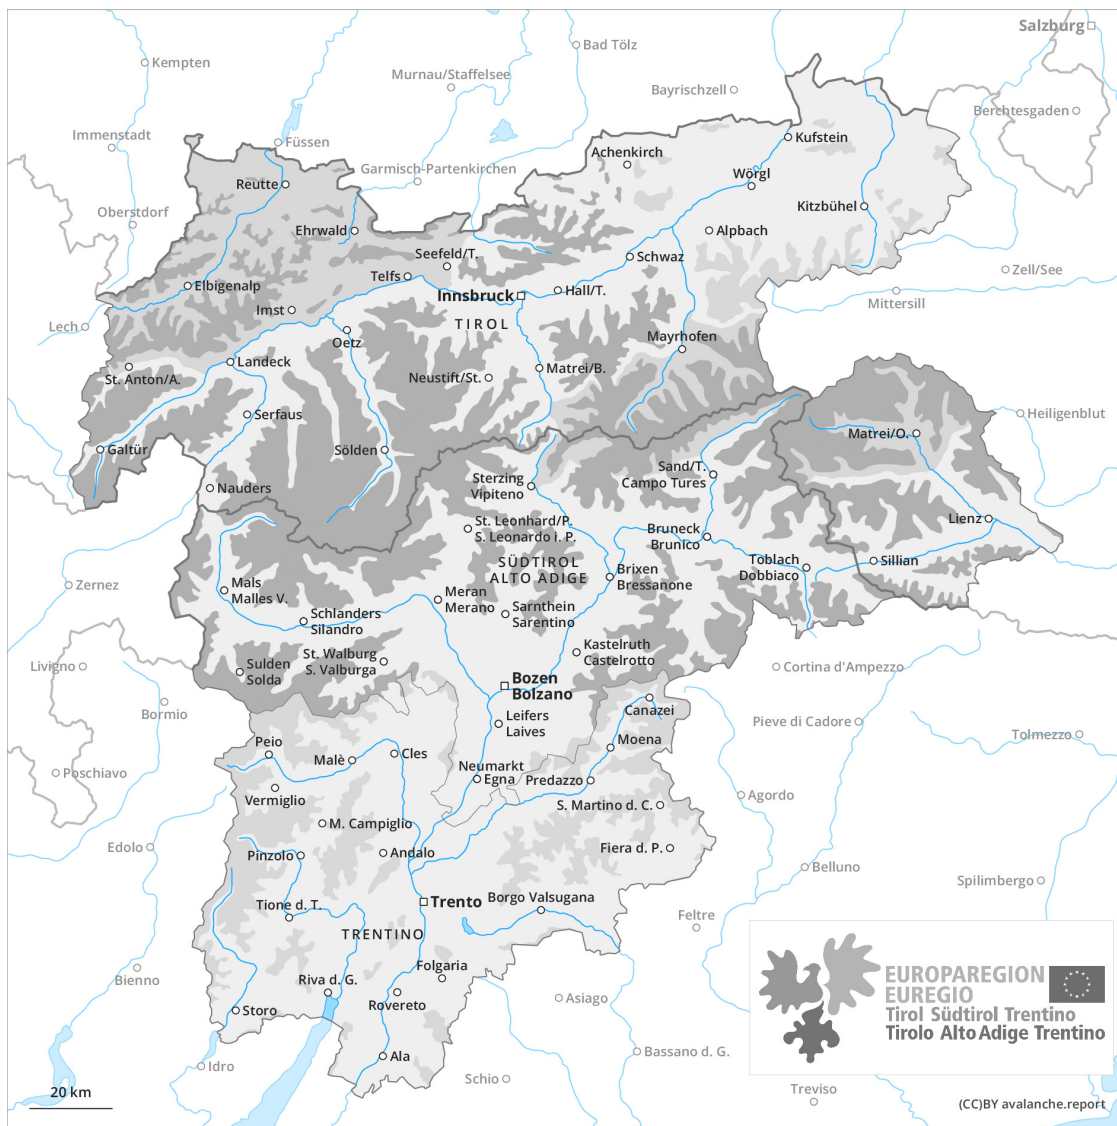 Salzburg
Bad Tölz
Kempten
Murnau/Staffelsee
Bayrischzell
Berchtesgaden
Immenstadt
Füssen
Kufstein
Achenkirch
Garmisch-Partenkirchen
Wörgl
Reutte
Kitzbühel
Oberstdorf
Ehrwald
Alpbach
Seefeld/T.
Schwaz
Telfs
Zell/See
Elbigenalp
Innsbruck
Hall/T.
Mittersill
Imst
TIROL
Lech
Oetz
Mayrhofen
Landeck
Matrei/B.
St. Anton/A.
Neustift/St.
Serfaus
Heiligenblut
Matrei/O.
Galtür
Sölden
Sand/T.
Campo Tures
Sterzing
Vipiteno
Nauders
Lienz
St. Leonhard/P.
S. Leonardo i. P.
Bruneck
Brunico
Toblach
Dobbiaco
Sillian
SÜDTIROL
ALTO ADIGE
Brixen
Bressanone
Zernez
Mals
Malles V.
Meran
Merano
Schlanders
Silandro
Sarnthein
Sarentino
Kastelruth
Castelrotto
St. Walburg
S. Valburga
Livigno
Sulden
Solda
Cortina d'Ampezzo
Bozen
Bolzano
Bormio
Canazei
Leifers
Laives
Pieve di Cadore
Tolmezzo
Moena
Peio
Malè
Cles
Neumarkt
Egna
Predazzo
Poschiavo
Vermiglio
Agordo
S. Martino d. C.
M. Campiglio
Edolo
Pinzolo
Andalo
Fiera d. P.
Belluno
Spilimbergo
Trento
Borgo Valsugana
Tione d. T.
Feltre
TRENTINO
Bienno
Folgaria
Riva d. G.
Rovereto
Asiago
Storo
EUROPAREGION
EUREGIO
Tirol Südtirol Trentino
Tirolo Alto Adige Trentino
Ala
Bassano d. G.
Idro
Schio
Treviso
20 km
(CC)BY avalanche.report